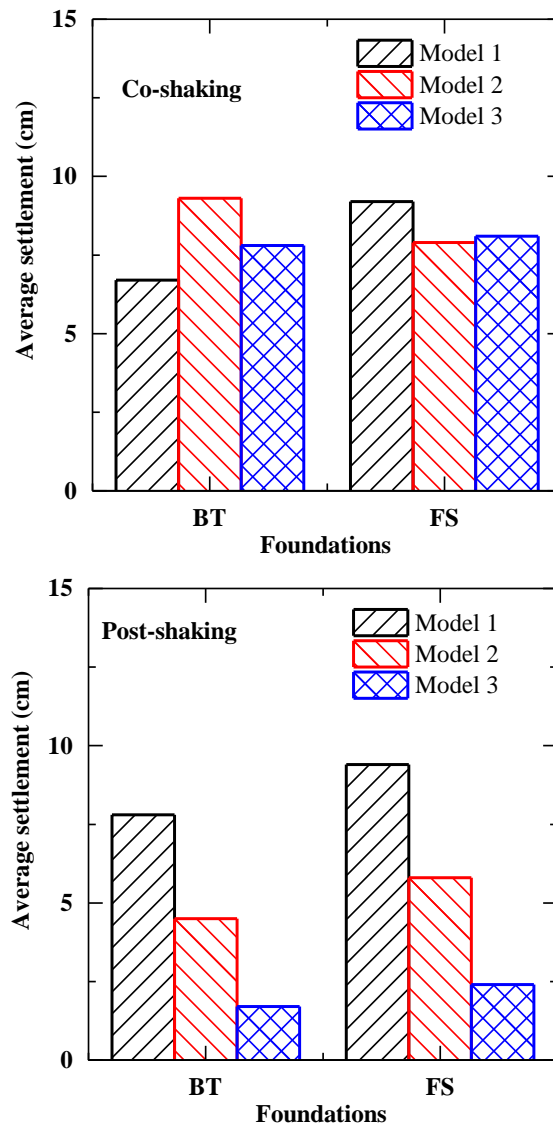 15
Co-shaking
Model 1
Model 2
Model 3
10
5
0
Average settlement (cm)
BT
FS
Foundations
15
Post-shaking
Model 1
Model 2
Model 3
10
5
0
Average settlement (cm)
BT
FS
Foundations